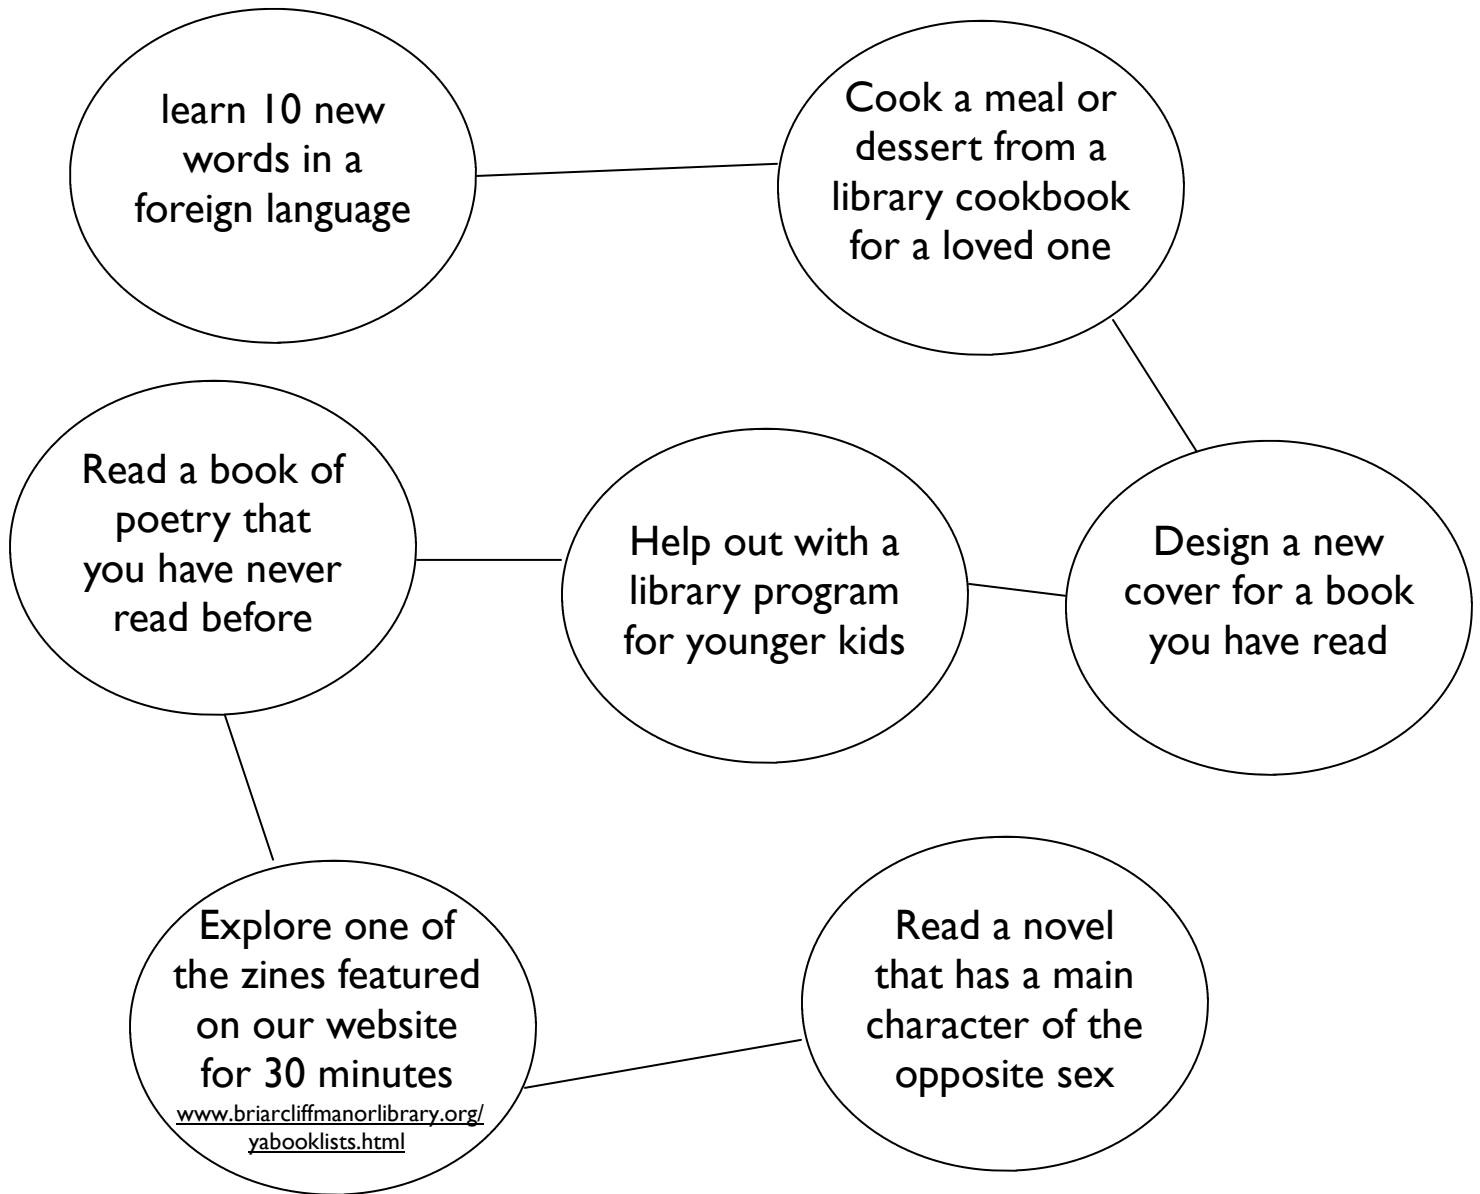 learn 10 new
words in a
foreign language
Cook a meal or
dessert from a
library cookbook
for a loved one
Read a book of
poetry that
you have never
read before
Help out with a
library program
for younger kids
Design a new
cover for a book
you have read
Explore one of
the zines featured
on our website
for 30 minutes
www.briarcliffmanorlibrary.org/
yabooklists.html
Read a novel
that has a main
character of the
opposite sex